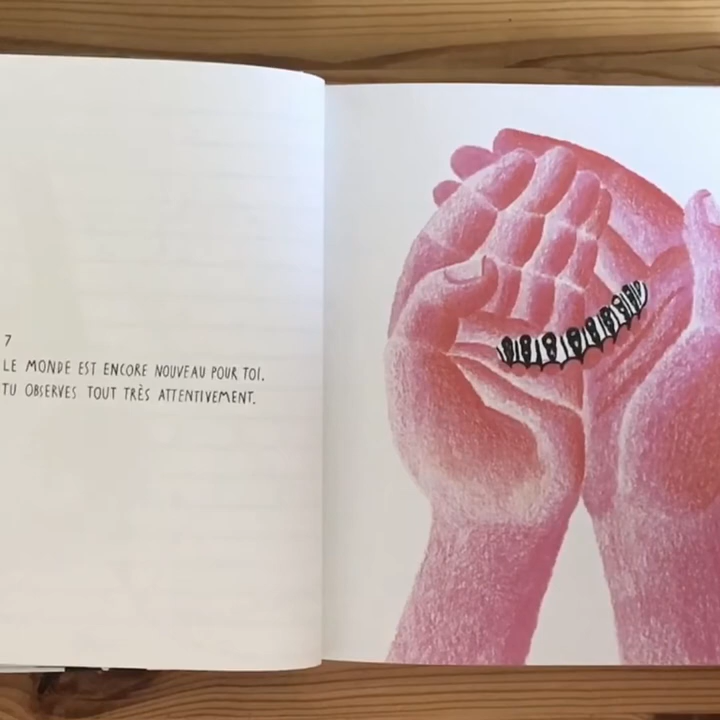 7
LE MONDE EST ENCORE NOUVEAU POUR TOI.
TU OBSERVES TOUT TRÈS ATTENTIVEMENT.